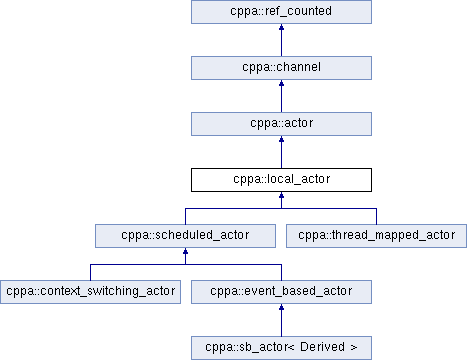 cppa::ref_counted
cppa::channel
cppa::actor
cppa::local_actor
cppa::scheduled_actor
cppa::thread_mapped_actor
cppa::context_switching_actor
cppa::event_based_actor
cppa::sb_actor< Derived >